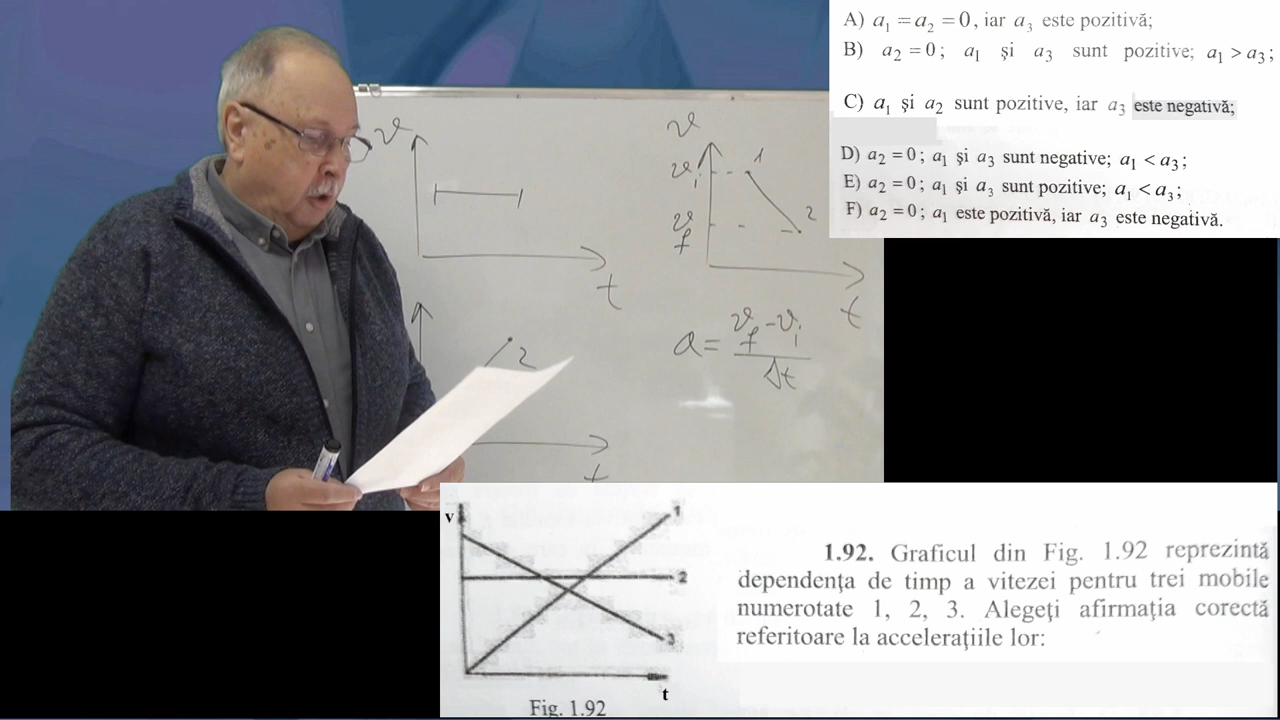 A) a₁ = a₂ = 0, iar a₃ este pozitivă;
B) a₂ = 0; a₁ și a₃ sunt pozitive; a₁ > a₃;
C) a₁ și a₂ sunt pozitive, iar a₃ este negativă;
D) a₂ = 0; a₁ și a₃ sunt negative; a₁ < a₃;
E) a₂ = 0; a₁ și a₃ sunt pozitive; a₁ < a₃;
F) a₂ = 0; a₁ este pozitivă, iar a₃ este negativă.
v
t
v
vᵢ
v_f
1
2
t
2
t
a = (v_f - vᵢ) / Δt
v
1
2
3
t
Fig. 1.92
1.92. Graficul din Fig. 1.92 reprezintă
dependența de timp a vitezei pentru trei mobile
numerotate 1, 2, 3. Alegeți afirmația corectă
referitoare la accelerațiile lor: